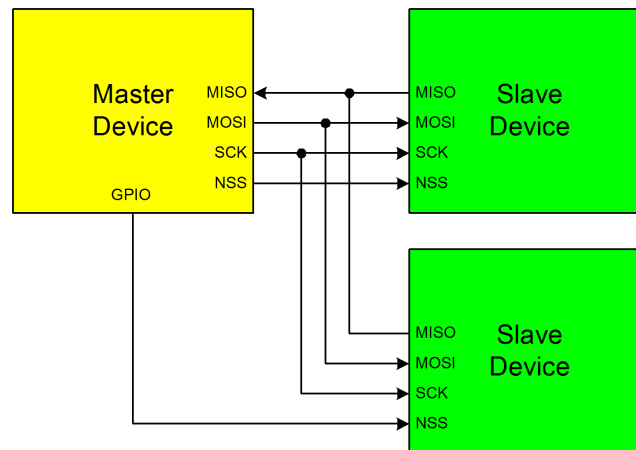 Master
Device
MISO
MOSI
SCK
NSS
GPIO
MISO
MOSI
SCK
NSS
Slave
Device
MISO
MOSI
SCK
NSS
Slave
Device